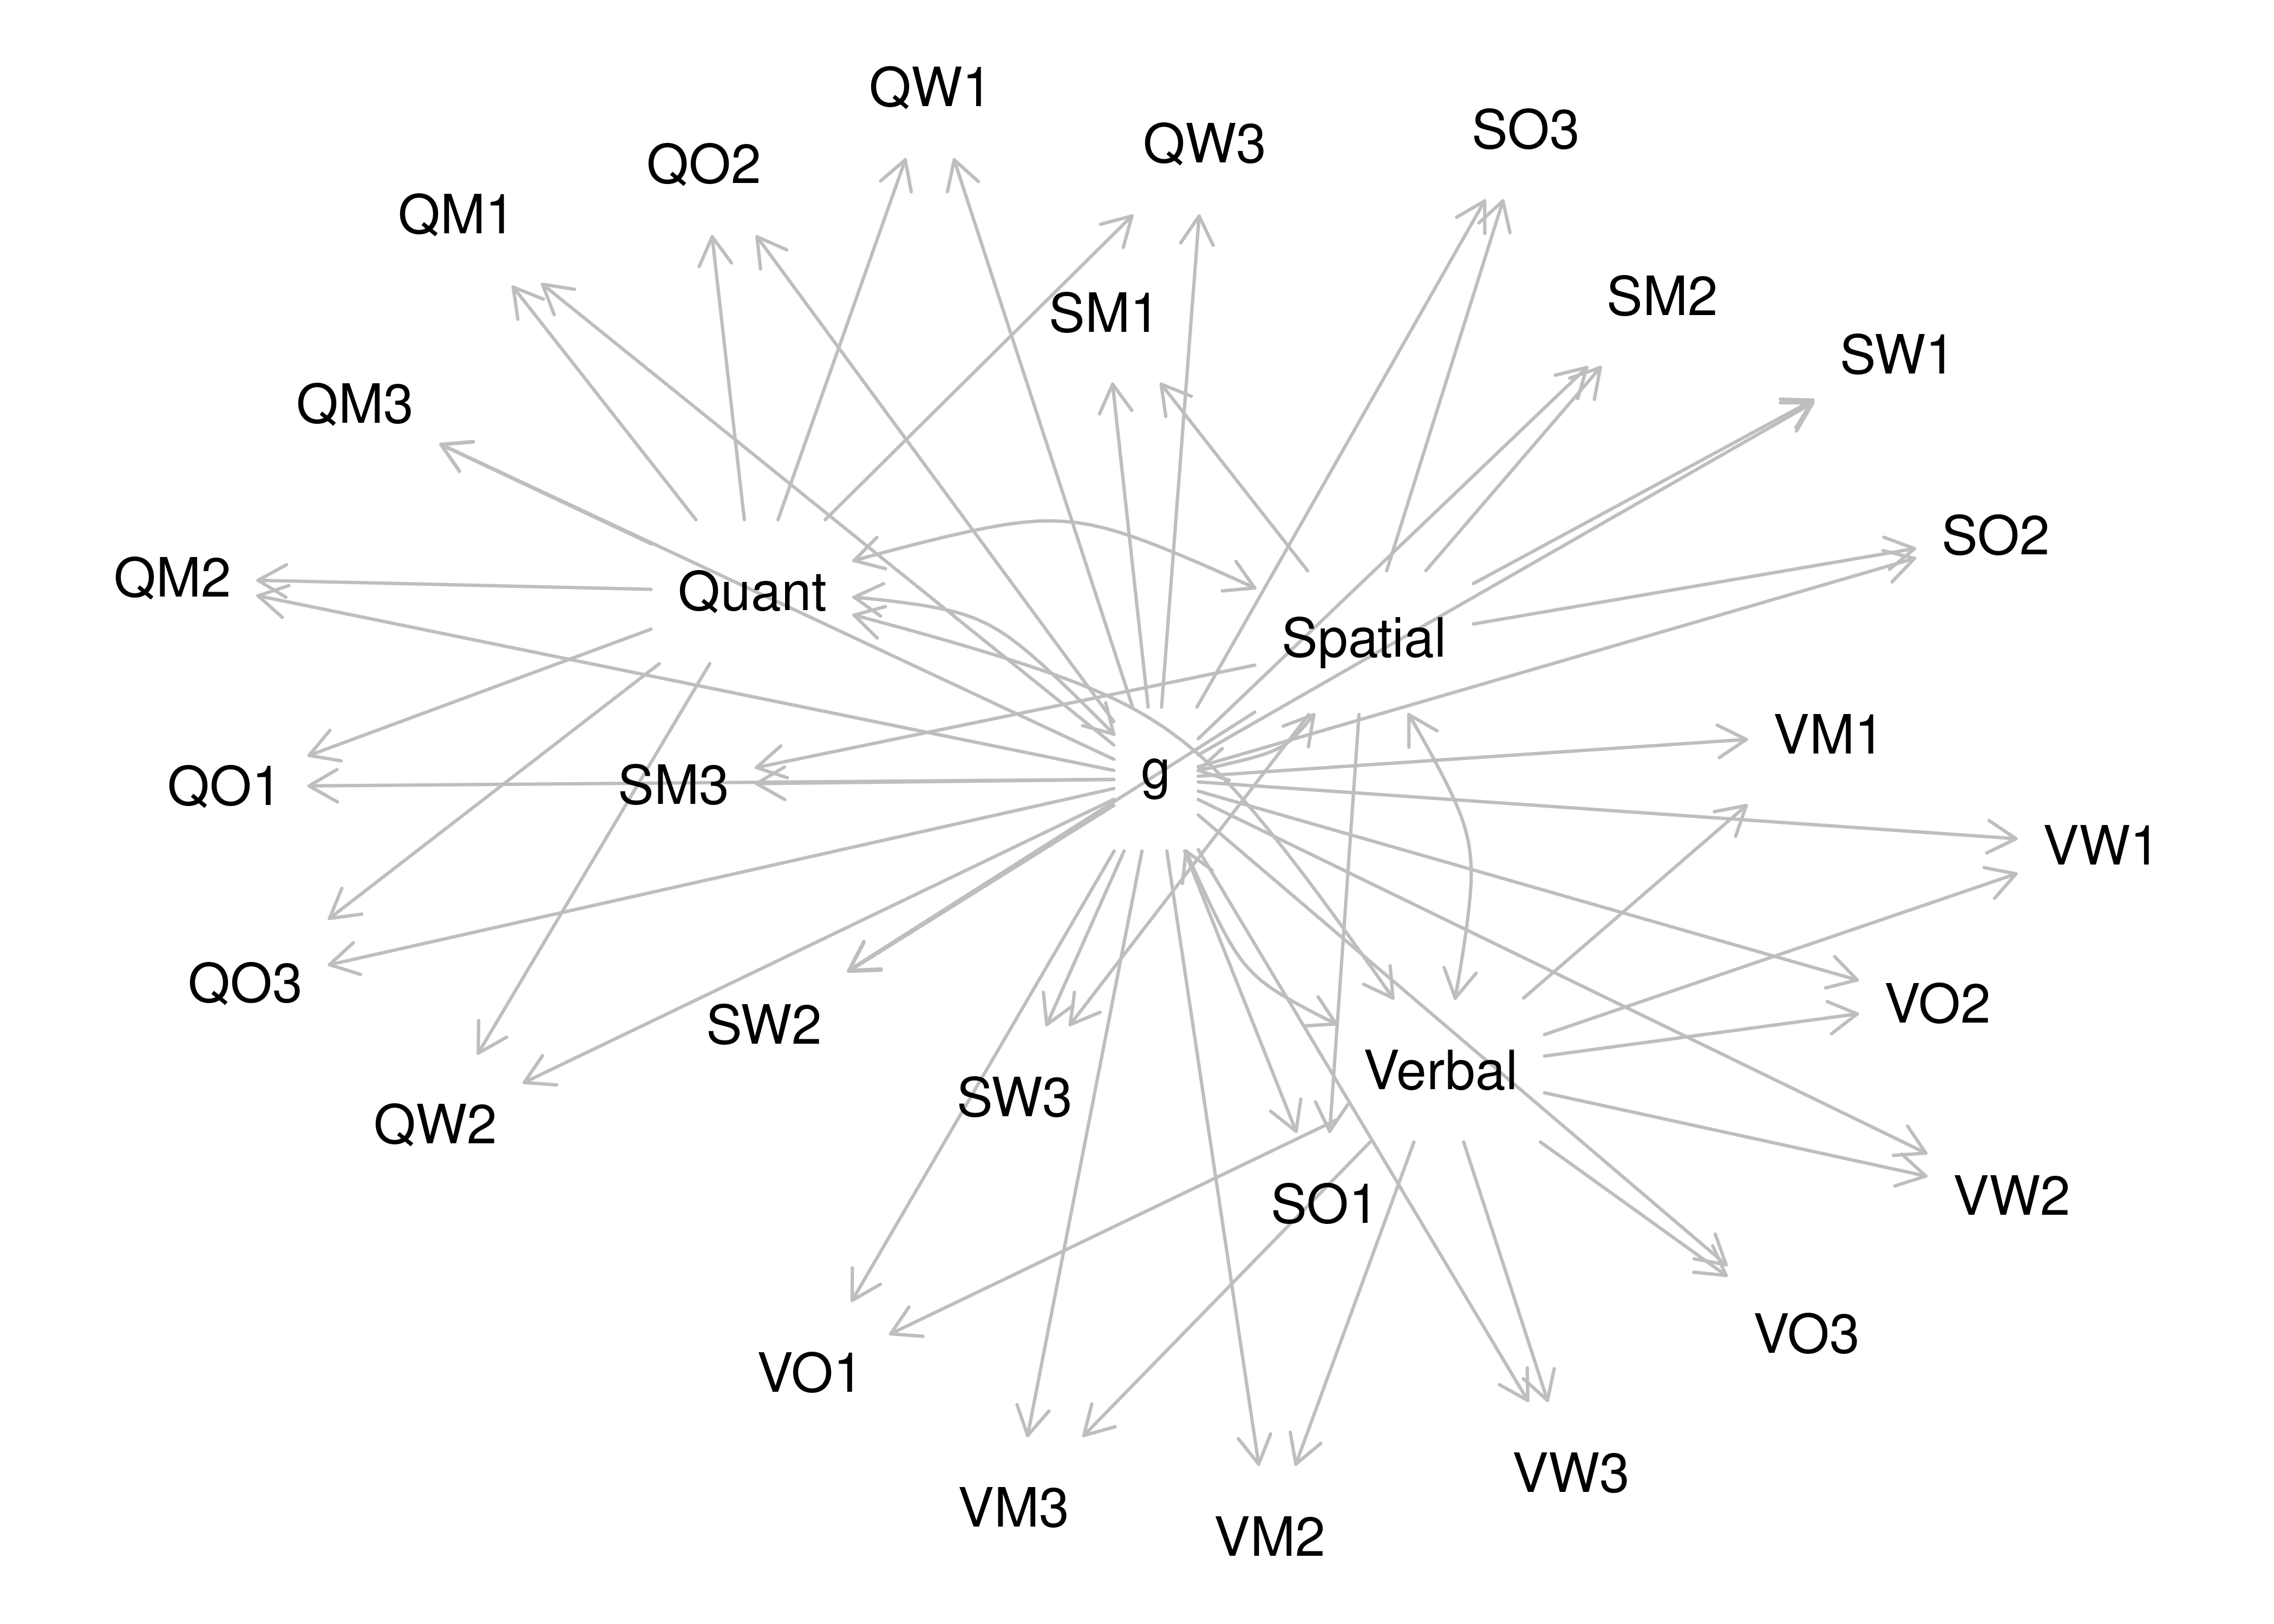 QW1
SO3
QW3
QO2
QM1
SM2
SM1
SW1
QM3
SO2
QM2
Quant
Spatial
VM1
g
QO1
SM3
VW1
QO3
VO2
SW2
Verbal
SW3
QW2
VW2
SO1
VO3
VO1
VW3
VM3
VM2